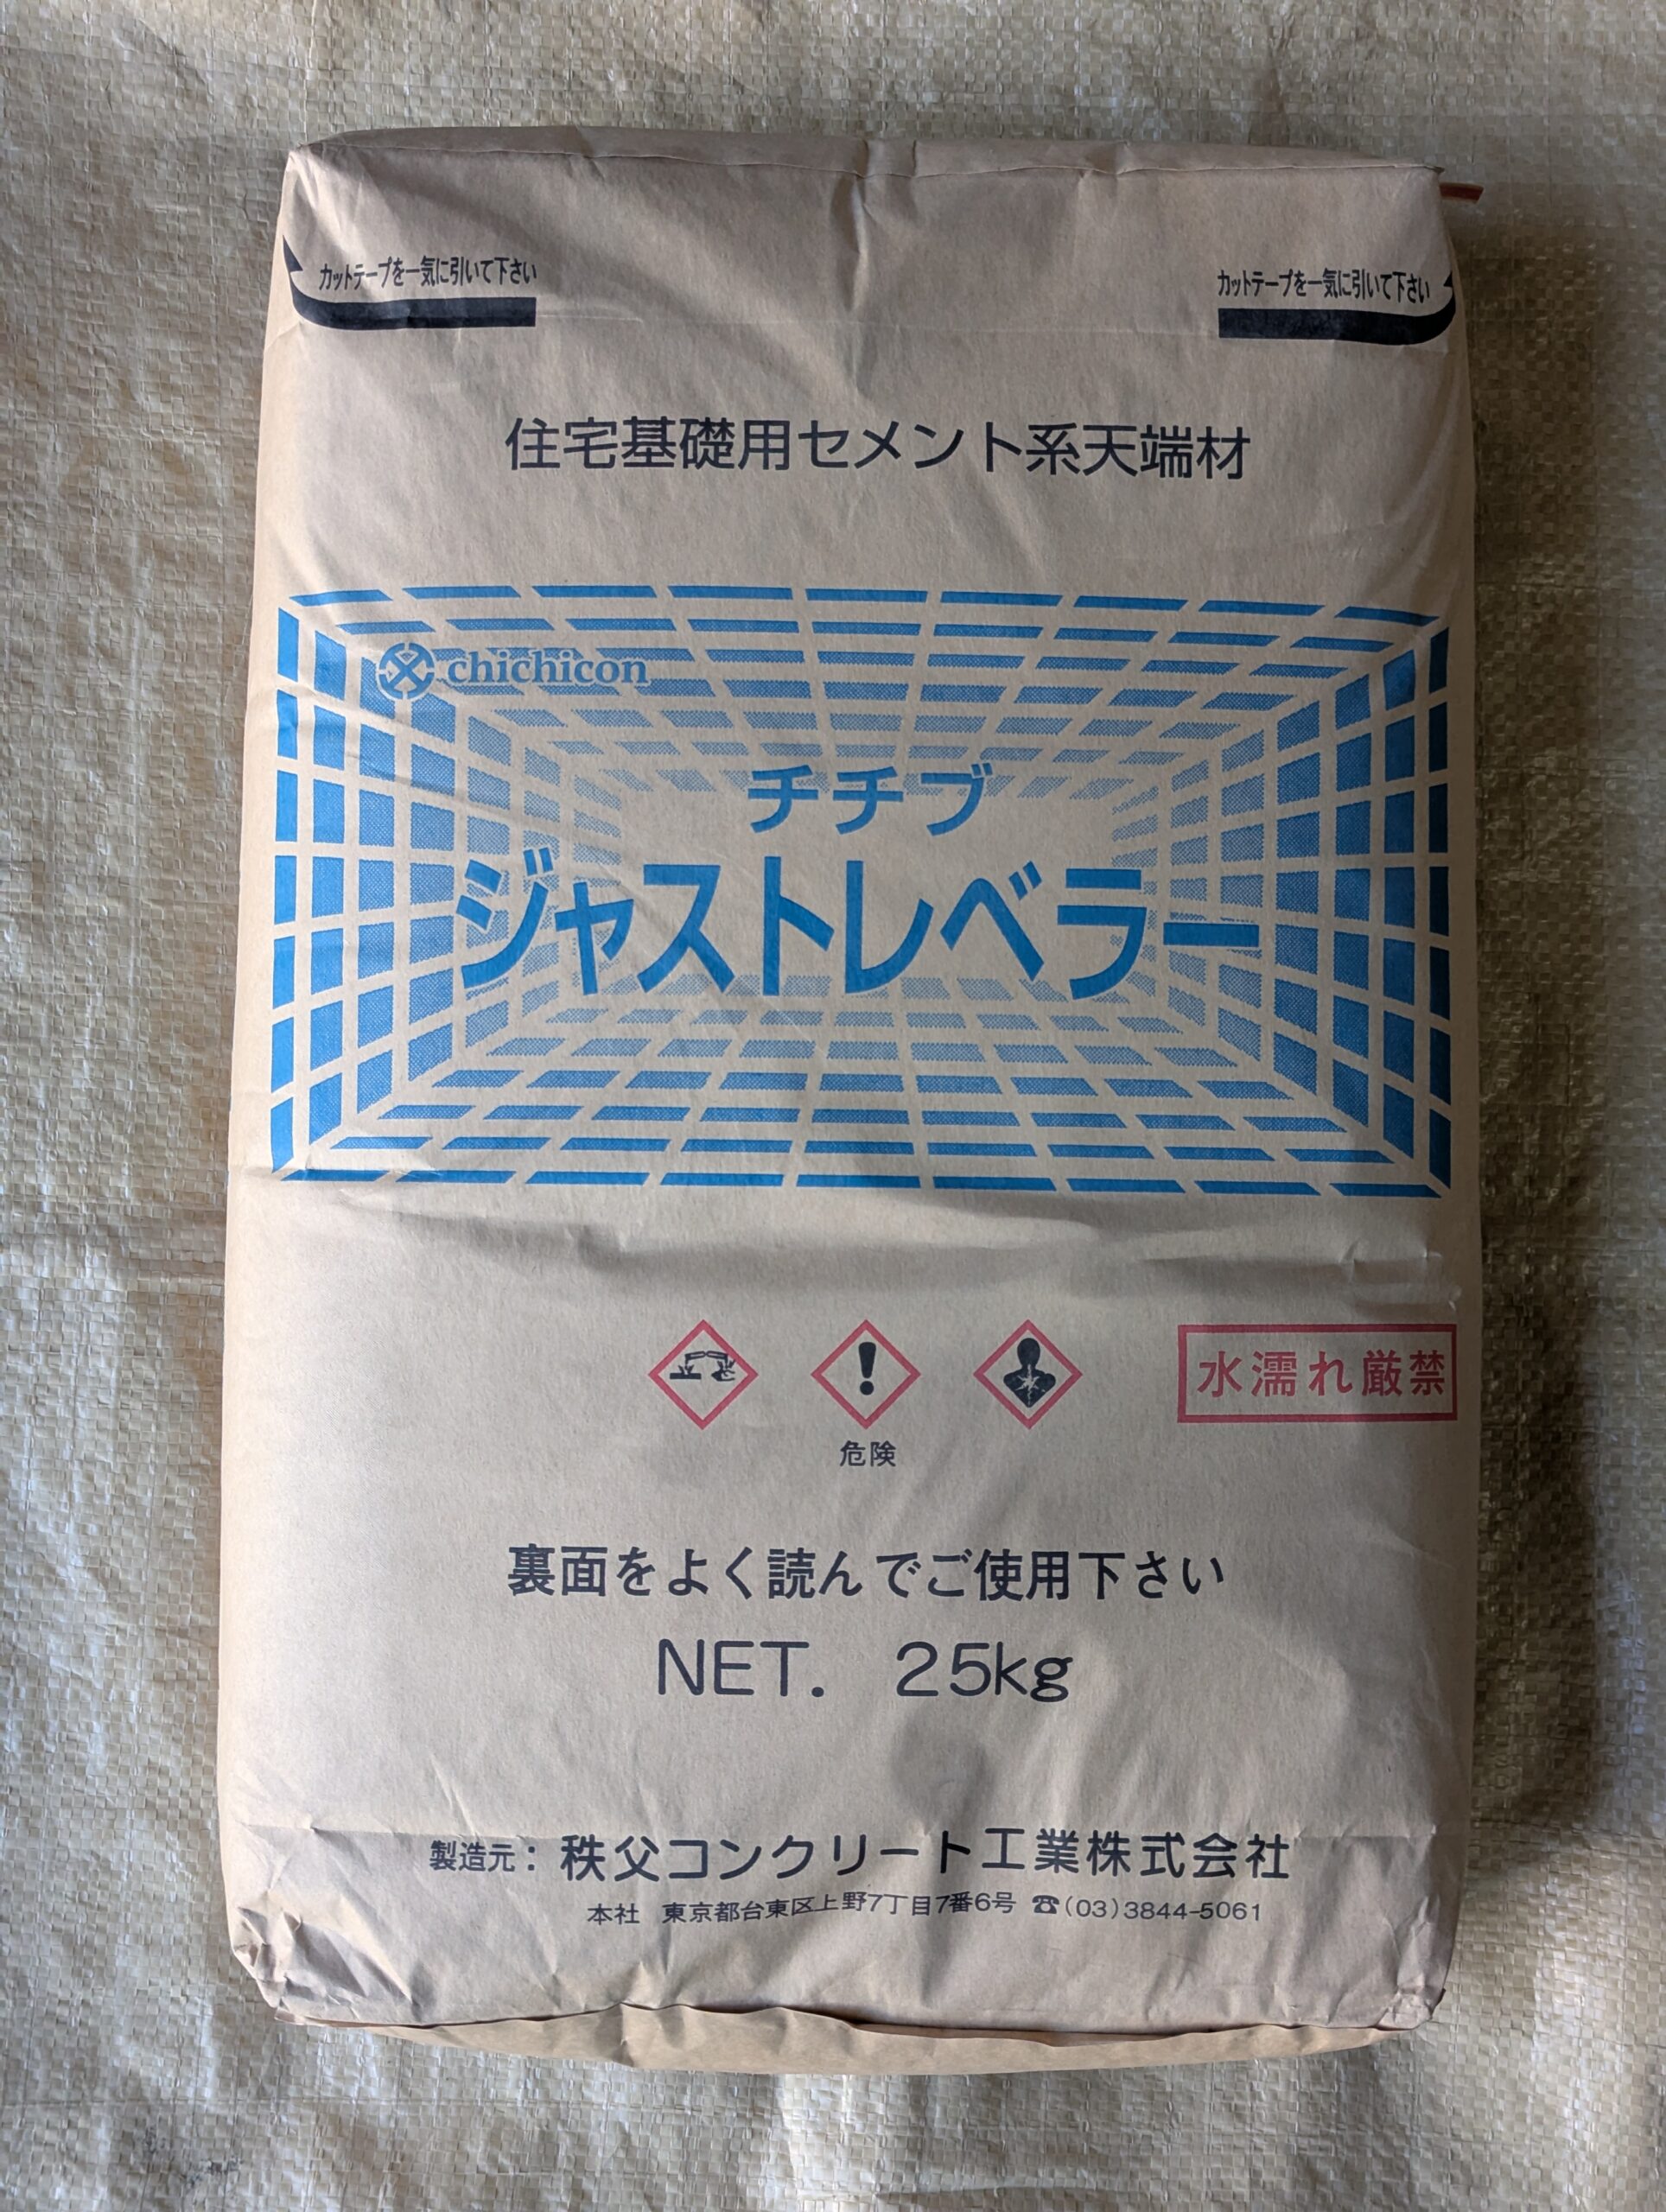 カットテープを一気に引いて下さい
カットテープを一気に引いて下さい
住宅基礎用セメント系天端材
chichicon
チチブ
ジャストレベラー
水濡れ厳禁
危険
裏面をよく読んでご使用下さい
NET. 25kg
製造元：秩父コンクリート工業株式会社
本社 東京都台東区上野7丁目7番6号 ☎(03)3844-5061